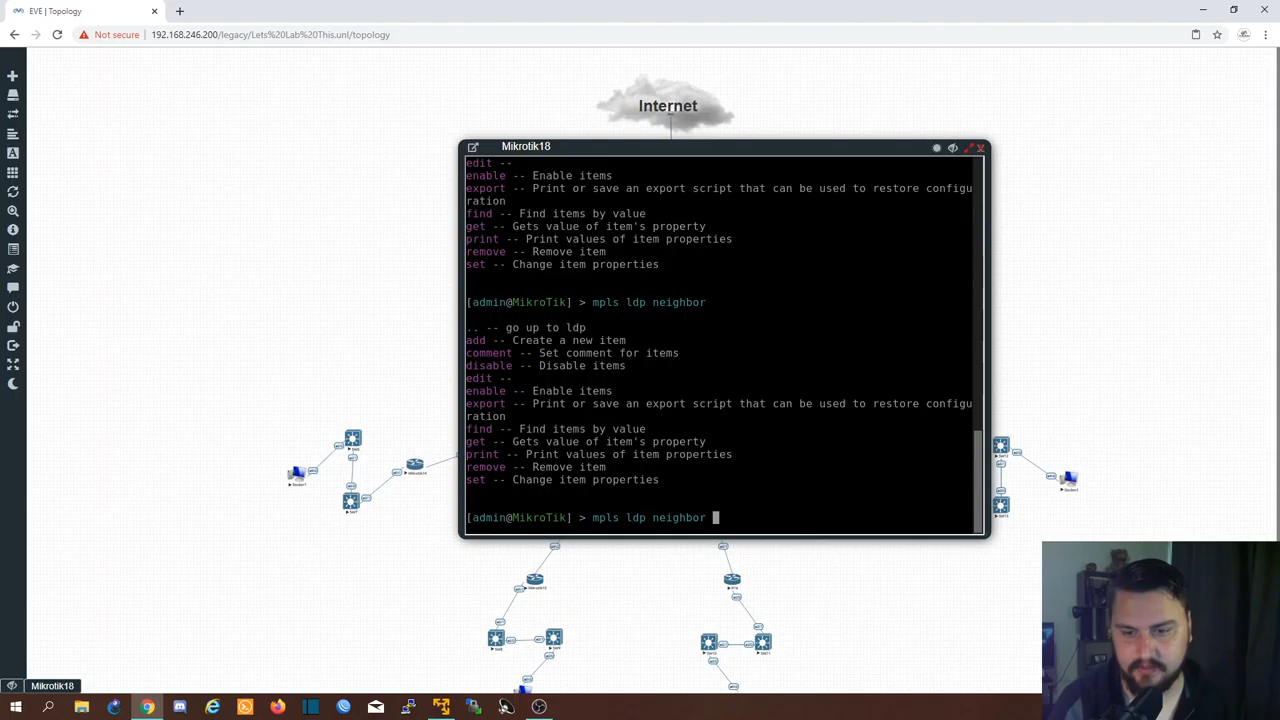 EVE | Topology
Not secure
192.168.246.200/legacy/Lets%20Lab%20This.unl/topology
Internet
Mikrotik18
edit --
enable -- Enable items
export -- Print or save an export script that can be used to restore configu
ration
find -- Find items by value
get -- Gets value of item's property
print -- Print values of item properties
remove -- Remove item
set -- Change item properties
[admin@MikroTik] > mpls ldp neighbor
.. -- go up to ldp
add -- Create a new item
comment -- Set comment for items
disable -- Disable items
edit --
enable -- Enable items
export -- Print or save an export script that can be used to restore configu
ration
find -- Find items by value
get -- Gets value of item's property
print -- Print values of item properties
remove -- Remove item
set -- Change item properties
[admin@MikroTik] > mpls ldp neighbor
Mikrotik18